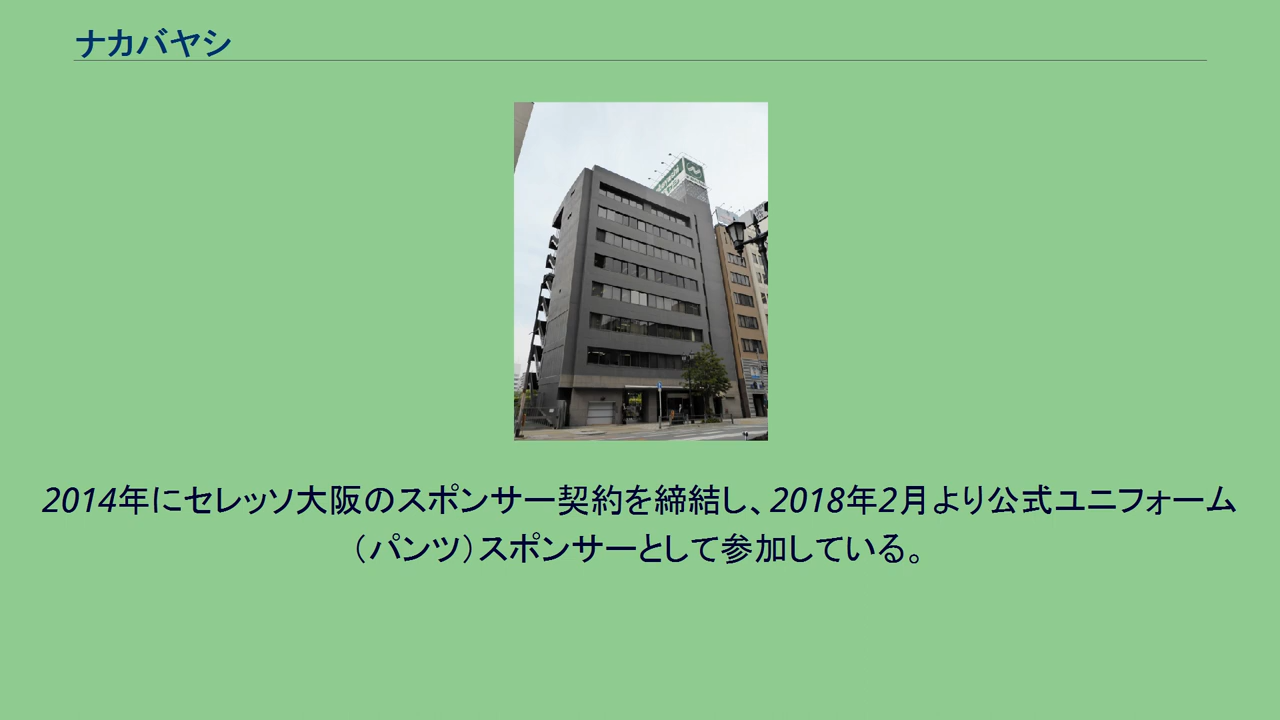 ナカバヤシ
2014年にセレッソ大阪のスポンサー契約を締結し、2018年2月より公式ユニフォーム
（パンツ）スポンサーとして参加している。